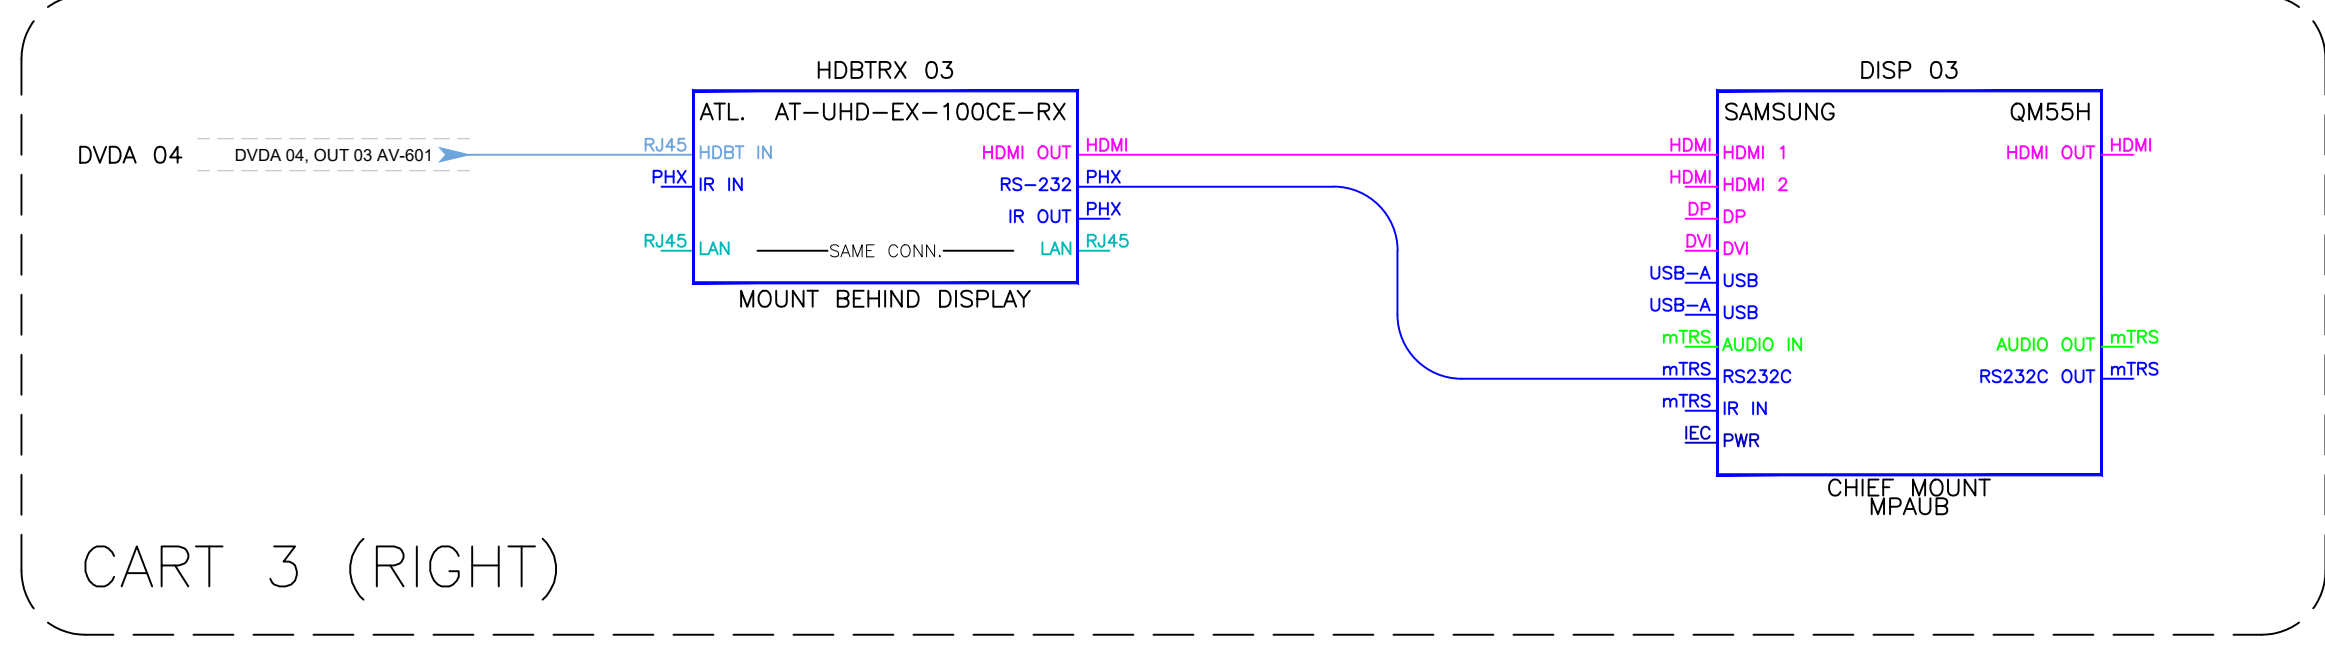 HDBTRX 03
DISP 03
ATL. AT-UHD-EX-100CE-RX
SAMSUNG QM55H
DVDA 04
DVDA 04, OUT 03 AV-601
RJ45 HDBT IN
HDMI OUT HDMI
HDMI HDMI 1
HDMI OUT HDMI
PHX IR IN
RS-232 PHX
HDMI HDMI 2
IR OUT PHX
DP DP
RJ45 LAN
SAME CONN.
LAN RJ45
DVI DVI
USB-A USB
USB-A USB
MOUNT BEHIND DISPLAY
mTRS AUDIO IN
AUDIO OUT mTRS
mTRS RS232C
RS232C OUT mTRS
mTRS IR IN
IEC PWR
CHIEF MOUNT
MPAUB
CART 3 (RIGHT)